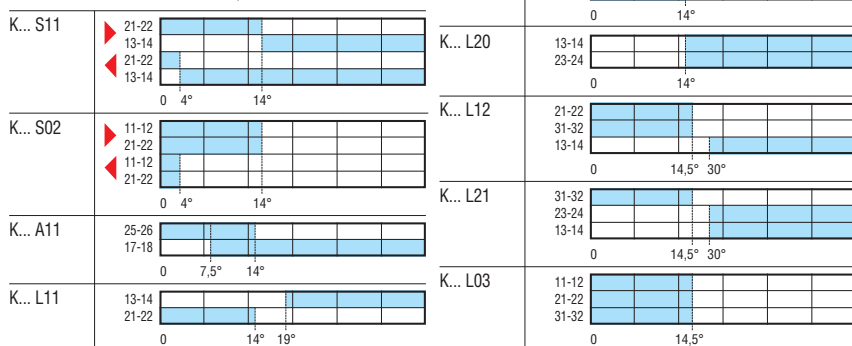 K... S11
21-22
13-14
21-22
13-14
0 4° 14°
K... S02
11-12
21-22
11-12
21-22
0 4° 14°
K... A11
25-26
17-18
0 7,5° 14°
K... L11
13-14
21-22
0 14° 19°
0 14°
K... L20
13-14
23-24
0 14°
K... L12
21-22
31-32
13-14
0 14,5° 30°
K... L21
31-32
23-24
13-14
0 14,5° 30°
K... L03
11-12
21-22
31-32
0 14,5°